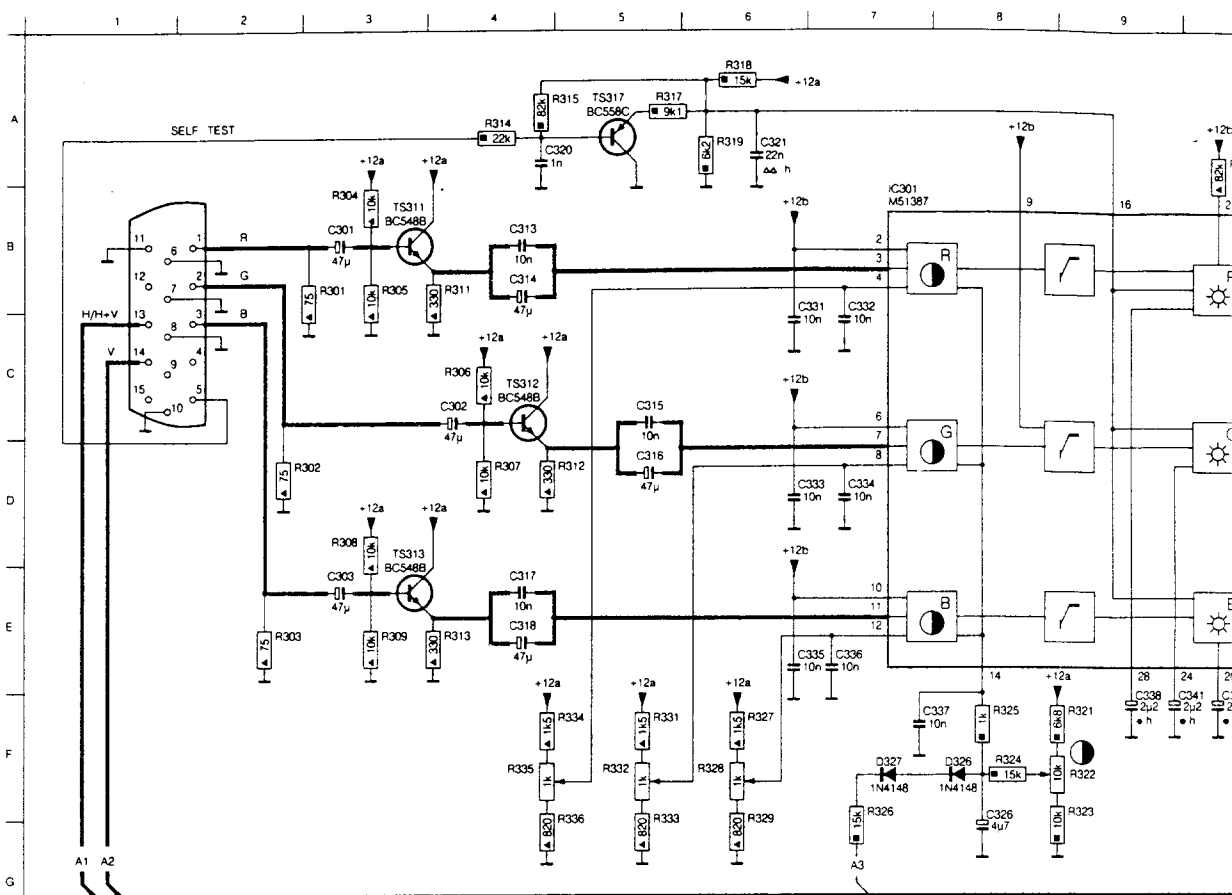 1 2 3 4 5 6 7 8 9
A
B
C
D
E
F
G
SELF TEST
R314
22k
R315
82k
C320
1n
TS317
BC558C
R317
9k1
R318
15k
+12a
R319
6k2
C321
22n
h
+12b
+12b
82k
IC301
M51387
9
16
11
6
1
R
12
7
2
G
H/H+V
13
8
3
B
V
14
9
4
15
10
5
+12a
R304
10k
C301
47µ
R301
75
R305
10k
TS311
BC548B
+12a
R311
330
C313
10n
C314
47µ
+12b
2
3
4
R
C331
10n
C332
10n
+12a
R306
10k
C302
47µ
R302
75
R307
10k
TS312
BC548B
+12a
R312
330
C315
10n
C316
47µ
+12b
6
7
8
G
C333
10n
C334
10n
+12a
R308
10k
C303
47µ
R303
75
R309
10k
TS313
BC548B
+12a
R313
330
C317
10n
C318
47µ
+12b
10
11
12
B
C335
10n
C336
10n
14
28
24
C338
2µ2
h
C341
2µ2
h
+12a
R334
1k5
R335
1k
R336
820
+12a
R331
1k5
R332
1k
R333
820
+12a
R327
1k5
R328
1k
R329
820
C337
10n
R325
1k
+12a
R321
6k8
D327
1N4148
D326
1N4148
R324
15k
10k
R322
R326
15k
C326
4µ7
R323
10k
A1 A2
A3